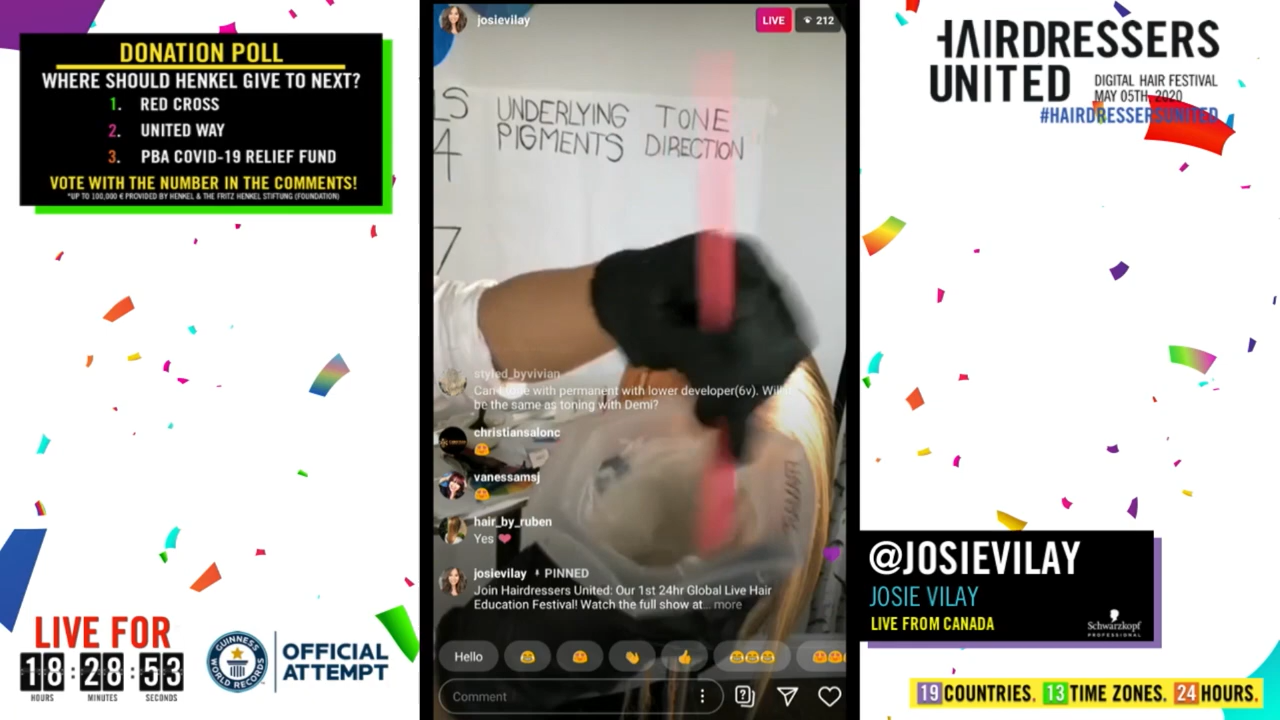 DONATION POLL
WHERE SHOULD HENKEL GIVE TO NEXT?
1. RED CROSS
2. UNITED WAY
3. PBA COVID-19 RELIEF FUND
VOTE WITH THE NUMBER IN THE COMMENTS!
*UP TO 100,000 € PROVIDED BY HENKEL & THE FRITZ HENKEL STIFTUNG (FOUNDATION)
LIVE FOR
18:28:53
HOURS MINUTES SECONDS
GUINNESS WORLD RECORDS
OFFICIAL
ATTEMPT
josievilay
LIVE
212
LS UNDERLYING TONE
4 PIGMENTS DIRECTION
7
styled_byvivian
with permanent with lower developer(6v). Will
be the same as toning with Demi?
christiansalonc
vanessamsj
hair_by_ruben
Yes ❤
josievilay PINNED
Join Hairdressers United: Our 1st 24hr Global Live Hair
Education Festival! Watch the full show at... more
Hello
Comment
HAIRDRESSERS
UNITED
DIGITAL HAIR FESTIVAL
MAY 05TH, 2020
#HAIRDRESSERSUNITED
@JOSIEVILAY
JOSIE VILAY
LIVE FROM CANADA
Schwarzkopf
PROFESSIONAL
19 COUNTRIES. 13 TIME ZONES. 24 HOURS.